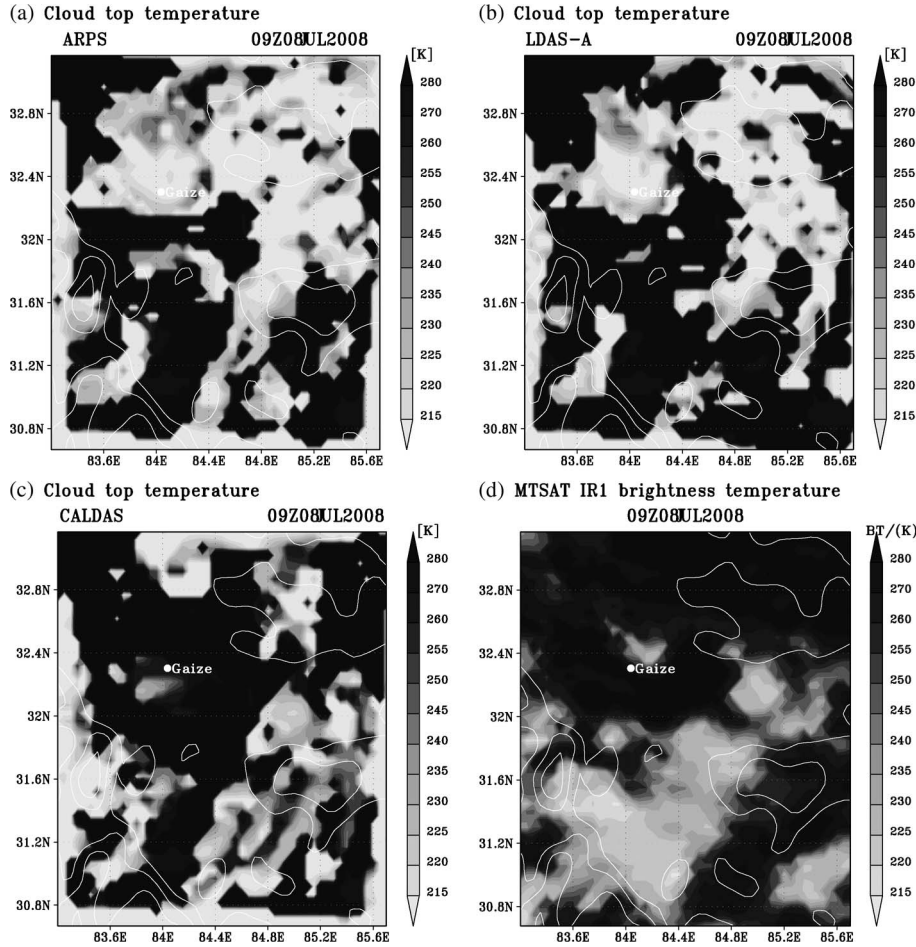 (a) Cloud top temperature
ARPS 09Z08JUL2008
[K]
280
270
260
250
245
240
235
230
225
220
215
32.8N
32.4N
32N
31.6N
31.2N
30.8N
83.6E 84E 84.4E 84.8E 85.2E 85.6E
Gaize
(b) Cloud top temperature
LDAS-A 09Z08JUL2008
[K]
280
270
260
250
245
240
235
230
225
220
215
32.8N
32.4N
32N
31.6N
31.2N
30.8N
83.6E 84E 84.4E 84.8E 85.2E 85.6E
Gaize
(c) Cloud top temperature
CALDAS 09Z08JUL2008
[K]
280
270
260
250
245
240
235
230
225
220
215
32.8N
32.4N
32N
31.6N
31.2N
30.8N
83.6E 84E 84.4E 84.8E 85.2E 85.6E
Gaize
(d) MTSAT IR1 brightness temperature
09Z08JUL2008
BT/(K)
280
270
260
250
245
240
235
230
225
220
215
32.8N
32.4N
32N
31.6N
31.2N
30.8N
83.6E 84E 84.4E 84.8E 85.2E 85.6E
Gaize